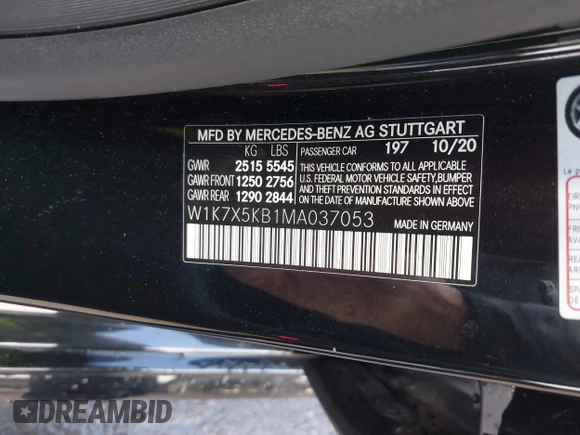 MFD BY MERCEDES-BENZ AG STUTTGART
KG LBS PASSENGER CAR 197 10/20
GVWR 2515 5545
GAWR FRONT 1250 2756
GAWR REAR 1290 2844
THIS VEHICLE CONFORMS TO ALL APPLICABLE
U.S. FEDERAL MOTOR VEHICLE SAFETY, BUMPER
AND THEFT PREVENTION STANDARDS IN EFFECT
ON THE DATE OF MANUFACTURE SHOWN ABOVE
W1K7X5KB1MA037053 MADE IN GERMANY
DREAMBID